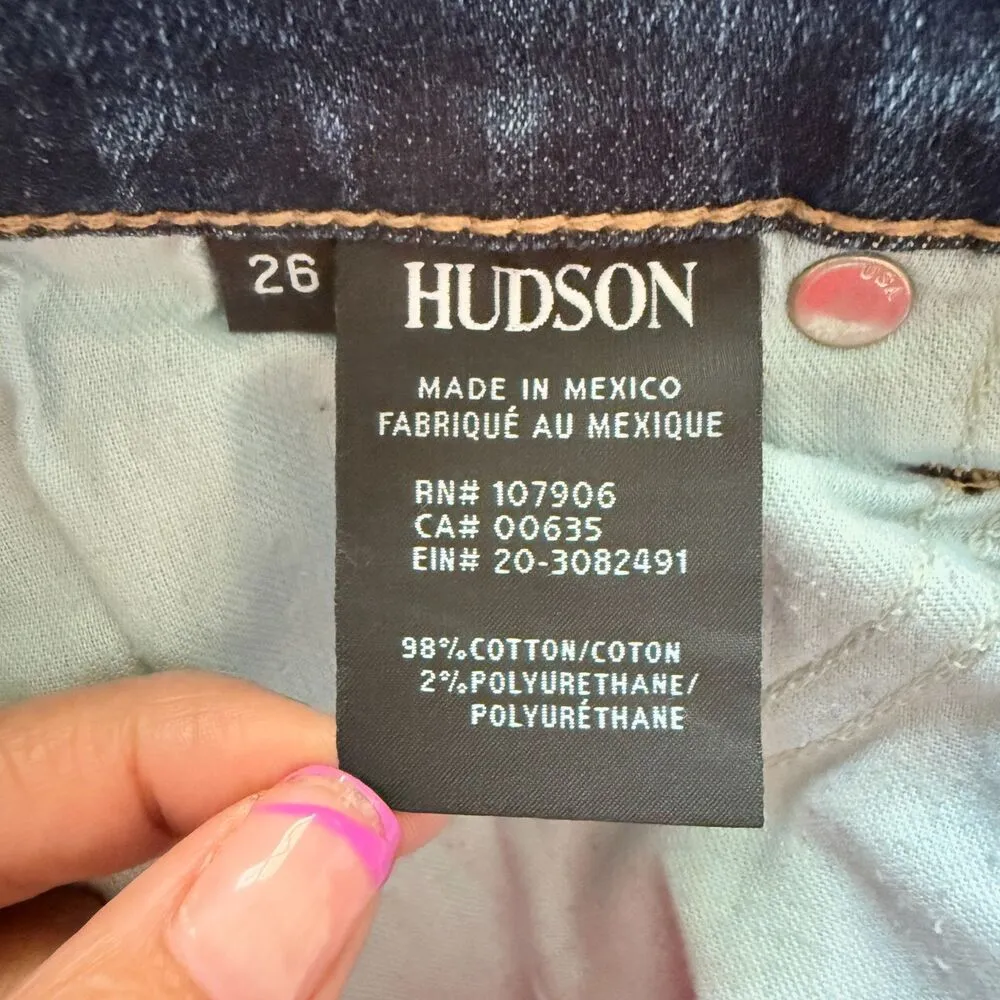 26
HUDSON
USA
MADE IN MEXICO
FABRIQUÉ AU MEXIQUE
RN# 107906
CA# 00635
EIN# 20-3082491
98%COTTON/COTON
2%POLYURETHANE/
POLYURÉTHANE